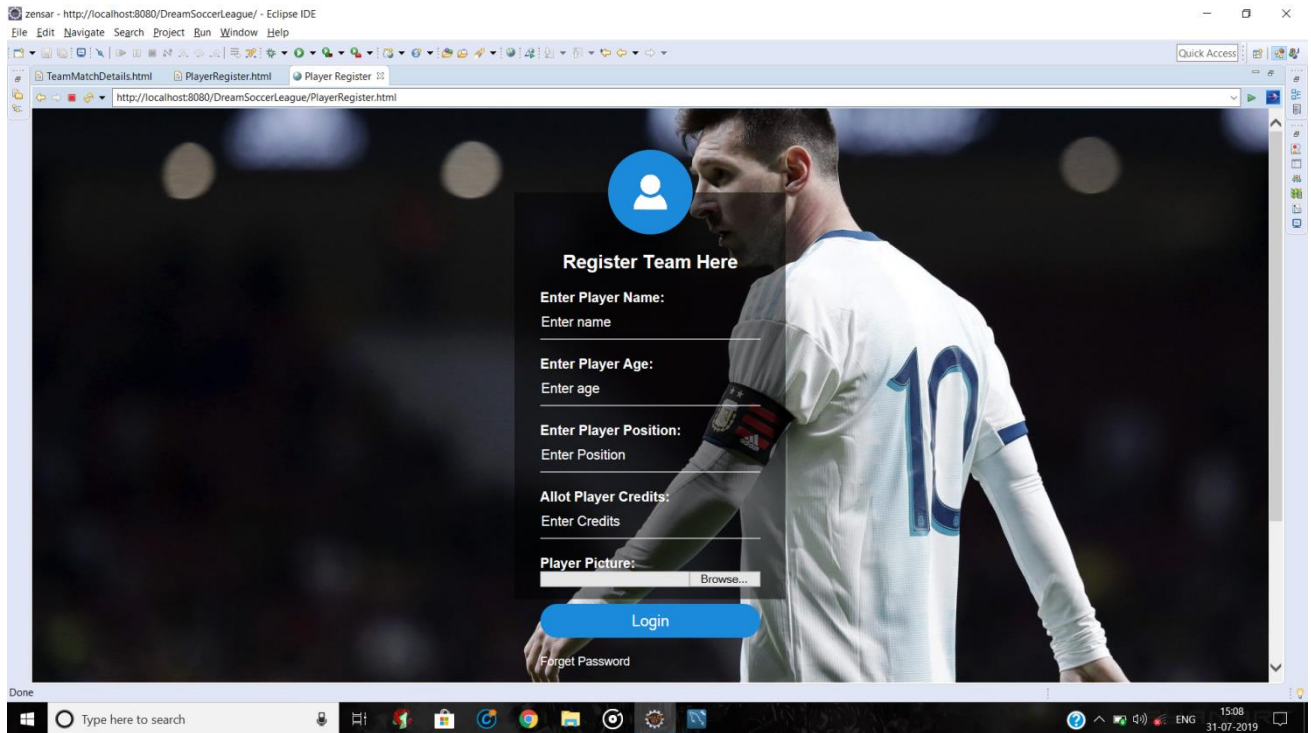 zensar - http://localhost:8080/DreamSoccerLeague/ - Eclipse IDE
File Edit Navigate Search Project Run Window Help
Quick Access
TeamMatchDetails.html PlayerRegister.html Player Register
http://localhost:8080/DreamSoccerLeague/PlayerRegister.html
Register Team Here
Enter Player Name:
Enter name
Enter Player Age:
Enter age
Enter Player Position:
Enter Position
Allot Player Credits:
Enter Credits
Player Picture:
Browse...
Login
Forget Password
10
Done
Type here to search
ENG
15:08
31-07-2019